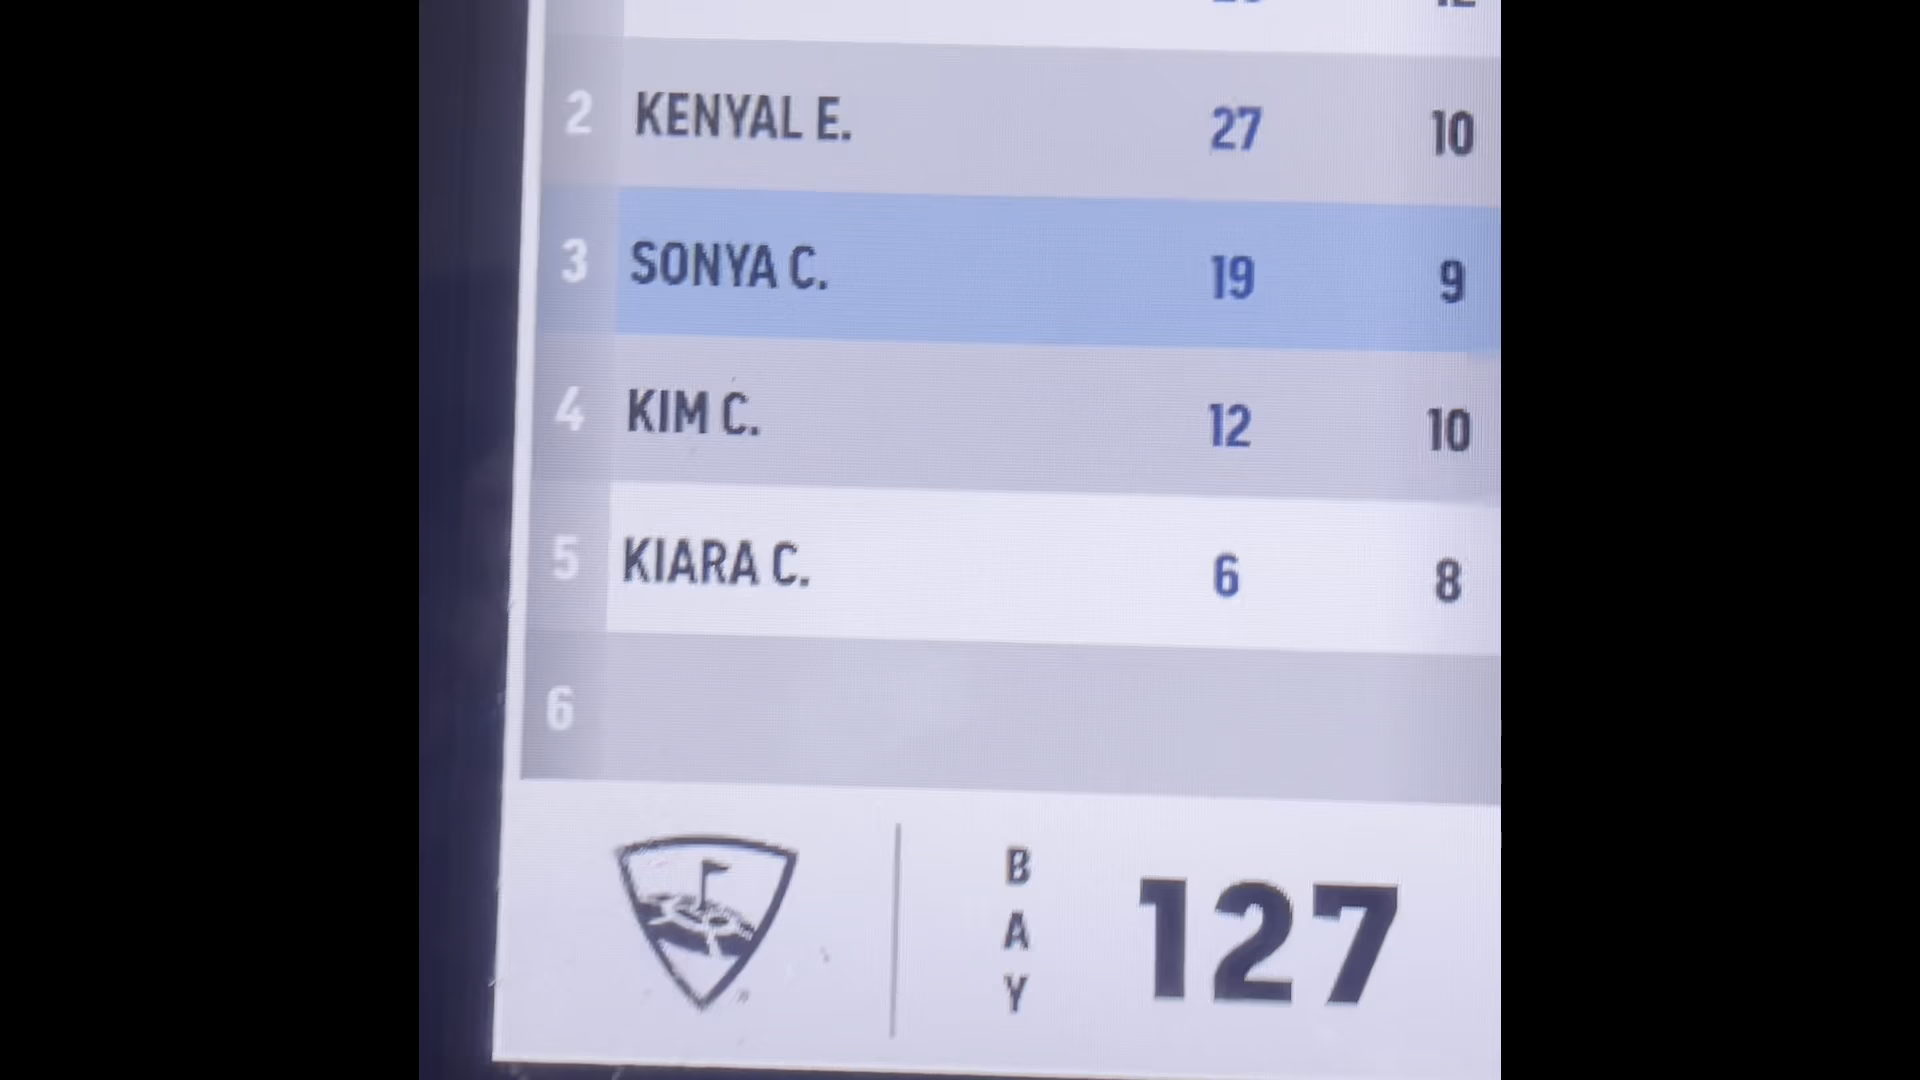 2 KENYAL E. 27 10
3 SONYA C. 19 9
4 KIM C. 12 10
5 KIARA C. 6 8
6
BAY 127